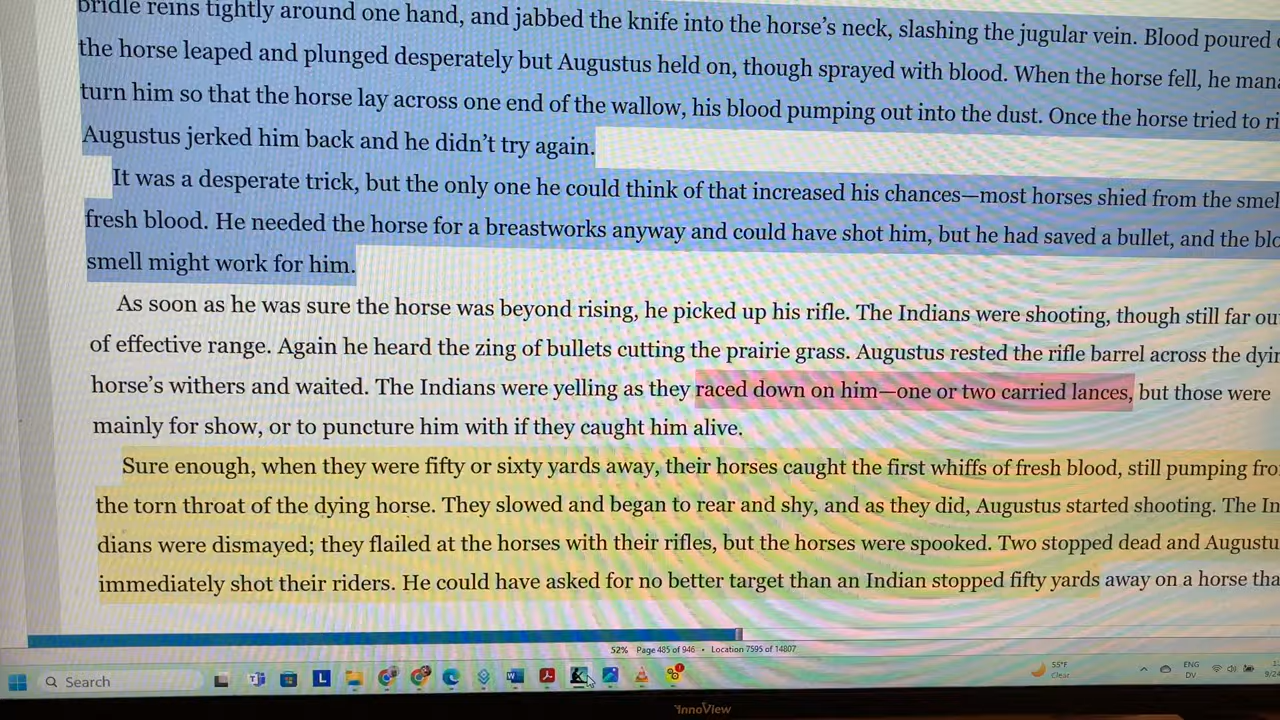 bridle reins tightly around one hand, and jabbed the knife into the horse's neck, slashing the jugular vein. Blood poured
the horse leaped and plunged desperately but Augustus held on, though sprayed with blood. When the horse fell, he
turn him so that the horse lay across one end of the wallow, his blood pumping out into the dust. Once the horse tried to
Augustus jerked him back and he didn't try again.
It was a desperate trick, but the only one he could think of that increased his chances—most horses shied from the
fresh blood. He needed the horse for a breastworks anyway and could have shot him, but he had saved a bullet, and the
smell might work for him.
As soon as he was sure the horse was beyond rising, he picked up his rifle. The Indians were shooting, though still far
of effective range. Again he heard the zing of bullets cutting the prairie grass. Augustus rested the rifle barrel across the
horse's withers and waited. The Indians were yelling as they raced down on him—one or two carried lances, but those were
mainly for show, or to puncture him with if they caught him alive.
Sure enough, when they were fifty or sixty yards away, their horses caught the first whiffs of fresh blood, still pumping
the torn throat of the dying horse. They slowed and began to rear and shy, and as they did, Augustus started shooting. The In
dians were dismayed; they flailed at the horses with their rifles, but the horses were spooked. Two stopped dead and
immediately shot their riders. He could have asked for no better target than an Indian stopped fifty yards away on a horse
52% Page 485 of 946 • Location 7595 of 14807
Search
55°F
Clear
ENG
DV
InnoView